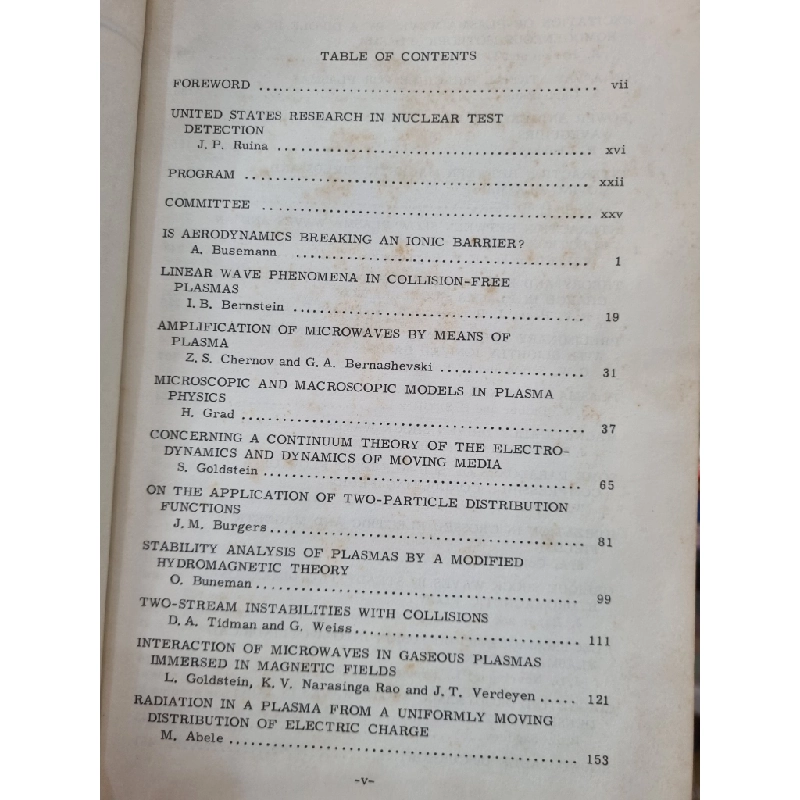 TABLE OF CONTENTS
FOREWORD ........ vii
UNITED STATES RESEARCH IN NUCLEAR TEST
DETECTION
J. P. Ruina ........ xvi
PROGRAM ........ xxii
COMMITTEE ........ xxv
IS AERODYNAMICS BREAKING AN IONIC BARRIER?
A. Busemann ........ 1
LINEAR WAVE PHENOMENA IN COLLISION-FREE
PLASMAS
I. B. Bernstein ........ 19
AMPLIFICATION OF MICROWAVES BY MEANS OF
PLASMA
Z. S. Chernov and G. A. Bernashevski ........ 31
MICROSCOPIC AND MACROSCOPIC MODELS IN PLASMA
PHYSICS
H. Grad ........ 37
CONCERNING A CONTINUUM THEORY OF THE ELECTRO-
DYNAMICS AND DYNAMICS OF MOVING MEDIA
S. Goldstein ........ 65
ON THE APPLICATION OF TWO-PARTICLE DISTRIBUTION
FUNCTIONS
J. M. Burgers ........ 81
STABILITY ANALYSIS OF PLASMAS BY A MODIFIED
HYDROMAGNETIC THEORY
O. Buneman ........ 99
TWO-STREAM INSTABILITIES WITH COLLISIONS
D. A. Tidman and G. Weiss ........ 111
INTERACTION OF MICROWAVES IN GASEOUS PLASMAS
IMMERSED IN MAGNETIC FIELDS
L. Goldstein, K. V. Narasinga Rao and J. T. Verdeyen ..... 121
RADIATION IN A PLASMA FROM A UNIFORMLY MOVING
DISTRIBUTION OF ELECTRIC CHARGE
M. Abele ........ 153
-v-